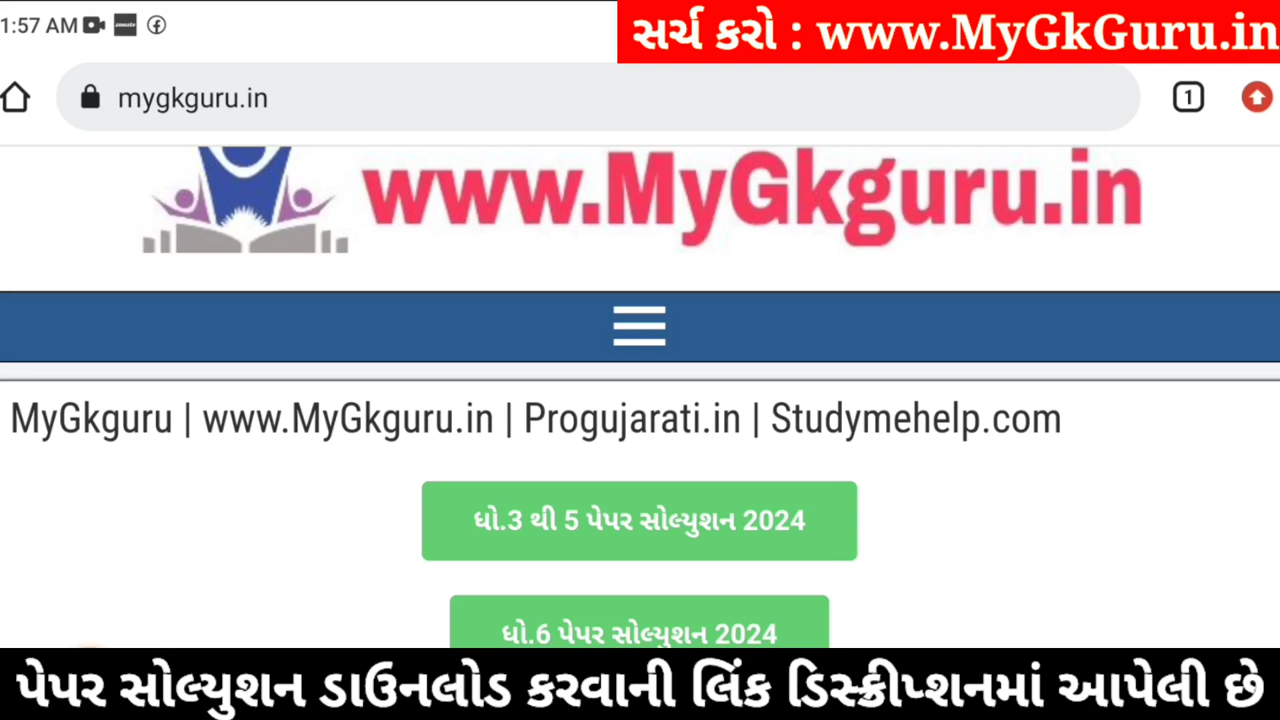 1:57 AM
સર્ચ કરો : www.MyGkGuru.in
mygkguru.in
1
www.MyGkguru.in
MyGkguru | www.MyGkguru.in | Progujarati.in | Studymehelp.com
ધો.3 થી 5 પેપર સોલ્યુશન 2024
ધો.6 પેપર સોલ્યુશન 2024
પેપર સોલ્યુશન ડાઉનલોડ કરવાની લિંક ડિસ્ક્રીપ્શનમાં આપેલી છે